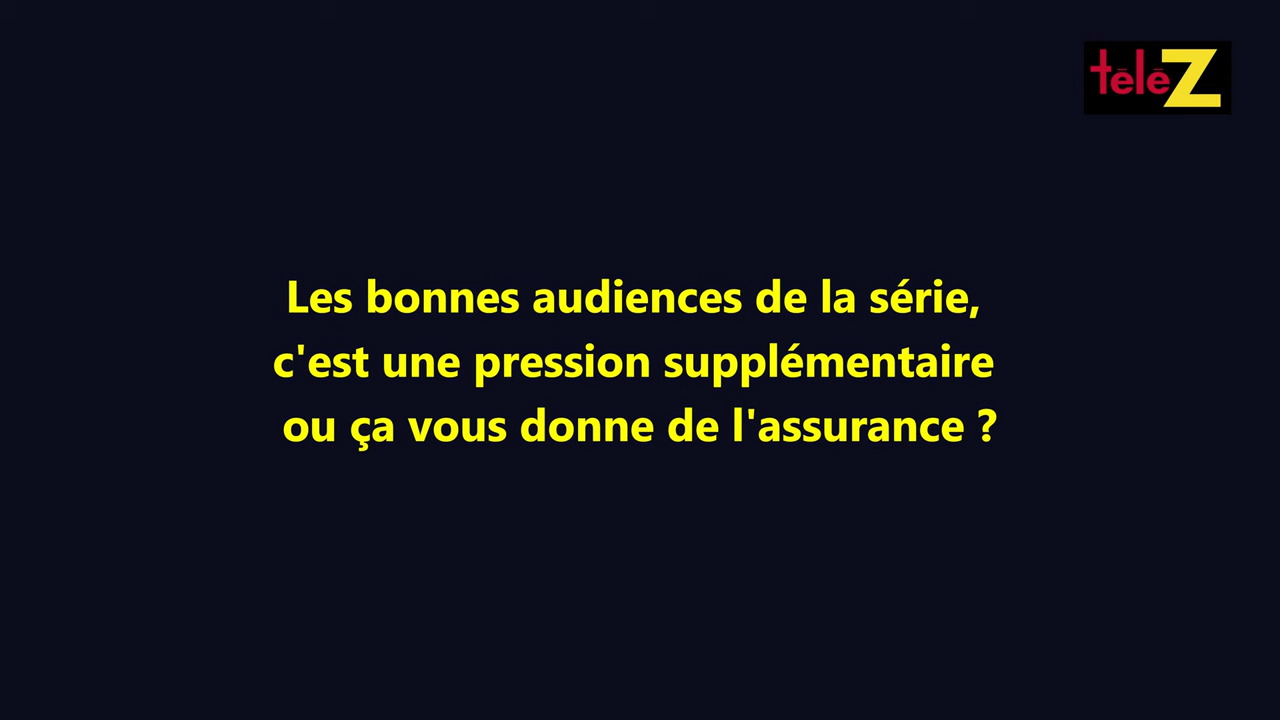 téléZ
Les bonnes audiences de la série,
c'est une pression supplémentaire
ou ça vous donne de l'assurance ?